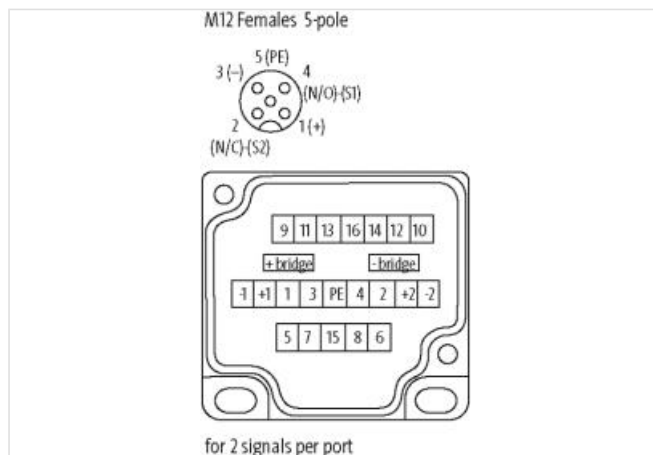 M12 Females 5-pole
5 (PE)
3 (–) 4
(N/O)-(S1)
2 1 (+)
(N/C)-(S2)
9 11 13 16 14 12 10
+ bridge - bridge
-1 +1 1 3 PE 4 2 +2 -2
5 7 15 8 6
for 2 signals per port